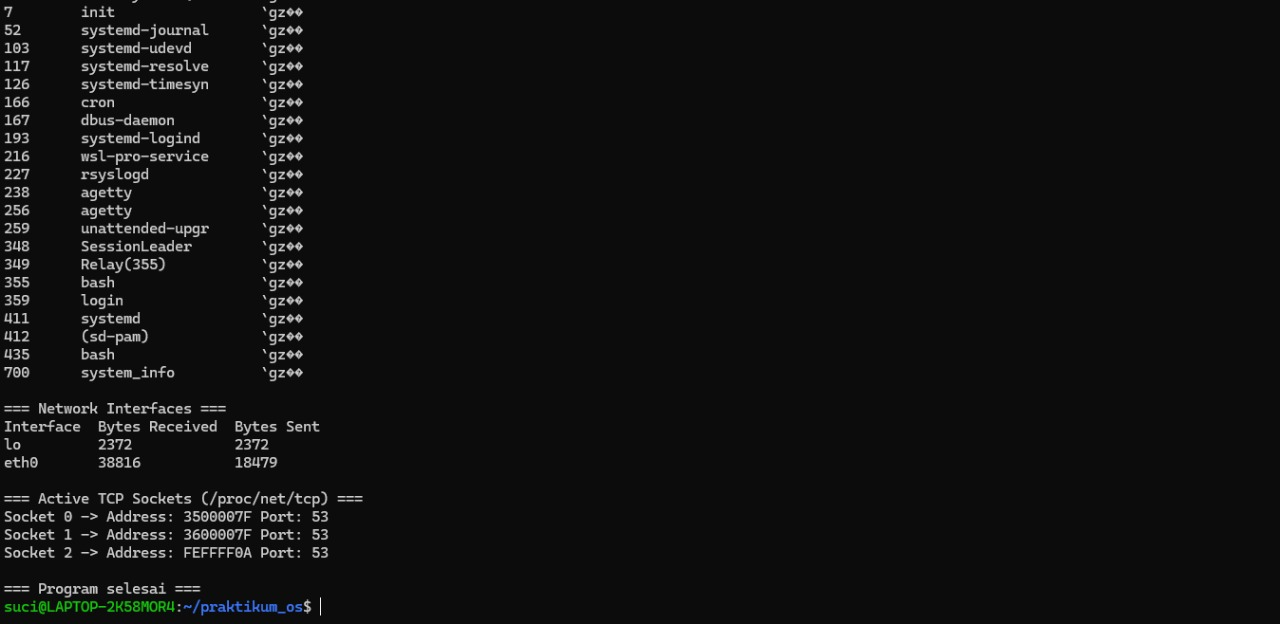 7        init                 `gz��
52       systemd-journal      `gz��
103      systemd-udevd        `gz��
117      systemd-resolve      `gz��
126      systemd-timesyn      `gz��
166      cron                 `gz��
167      dbus-daemon          `gz��
193      systemd-logind       `gz��
216      wsl-pro-service      `gz��
227      rsyslogd             `gz��
238      agetty               `gz��
256      agetty               `gz��
259      unattended-upgr      `gz��
348      SessionLeader        `gz��
349      Relay(355)           `gz��
355      bash                 `gz��
359      login                `gz��
411      systemd              `gz��
412      (sd-pam)             `gz��
435      bash                 `gz��
700      system_info          `gz��
=== Network Interfaces ===
Interface  Bytes Received  Bytes Sent
lo         2372            2372
eth0       38816           18479
=== Active TCP Sockets (/proc/net/tcp) ===
Socket 0 -> Address: 3500007F Port: 53
Socket 1 -> Address: 3600007F Port: 53
Socket 2 -> Address: FEFFFF0A Port: 53
=== Program selesai ===
suci@LAPTOP-2K58MOR4:~/praktikum_os$